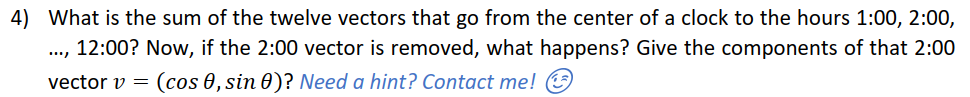 4) What is the sum of the twelve vectors that go from the center of a clock to the hours 1:00, 2:00,
..., 12:00? Now, if the 2:00 vector is removed, what happens? Give the components of that 2:00
vector v = (cos θ, sin θ)? Need a hint? Contact me!